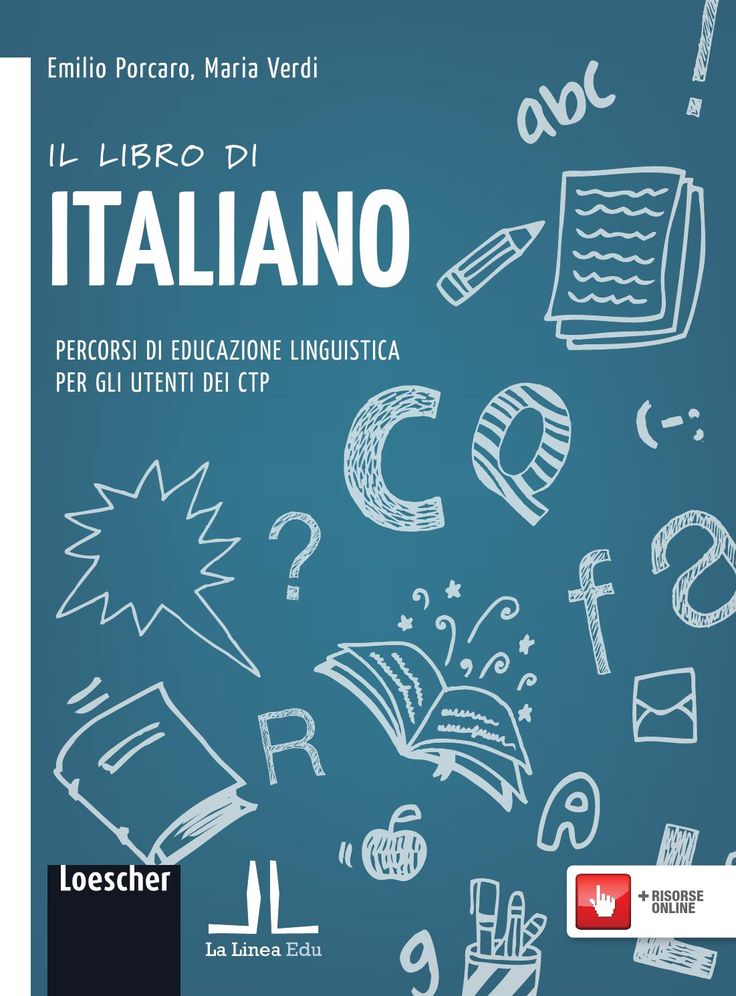 Emilio Porcaro, Maria Verdi
abc
!
IL LIBRO DI
ITALIANO
PERCORSI DI EDUCAZIONE LINGUISTICA
PER GLI UTENTI DEI CTP
C
Q
:-)
?
f
a
R
A
Loescher
La Linea Edu
+ RISORSE
ONLINE
g